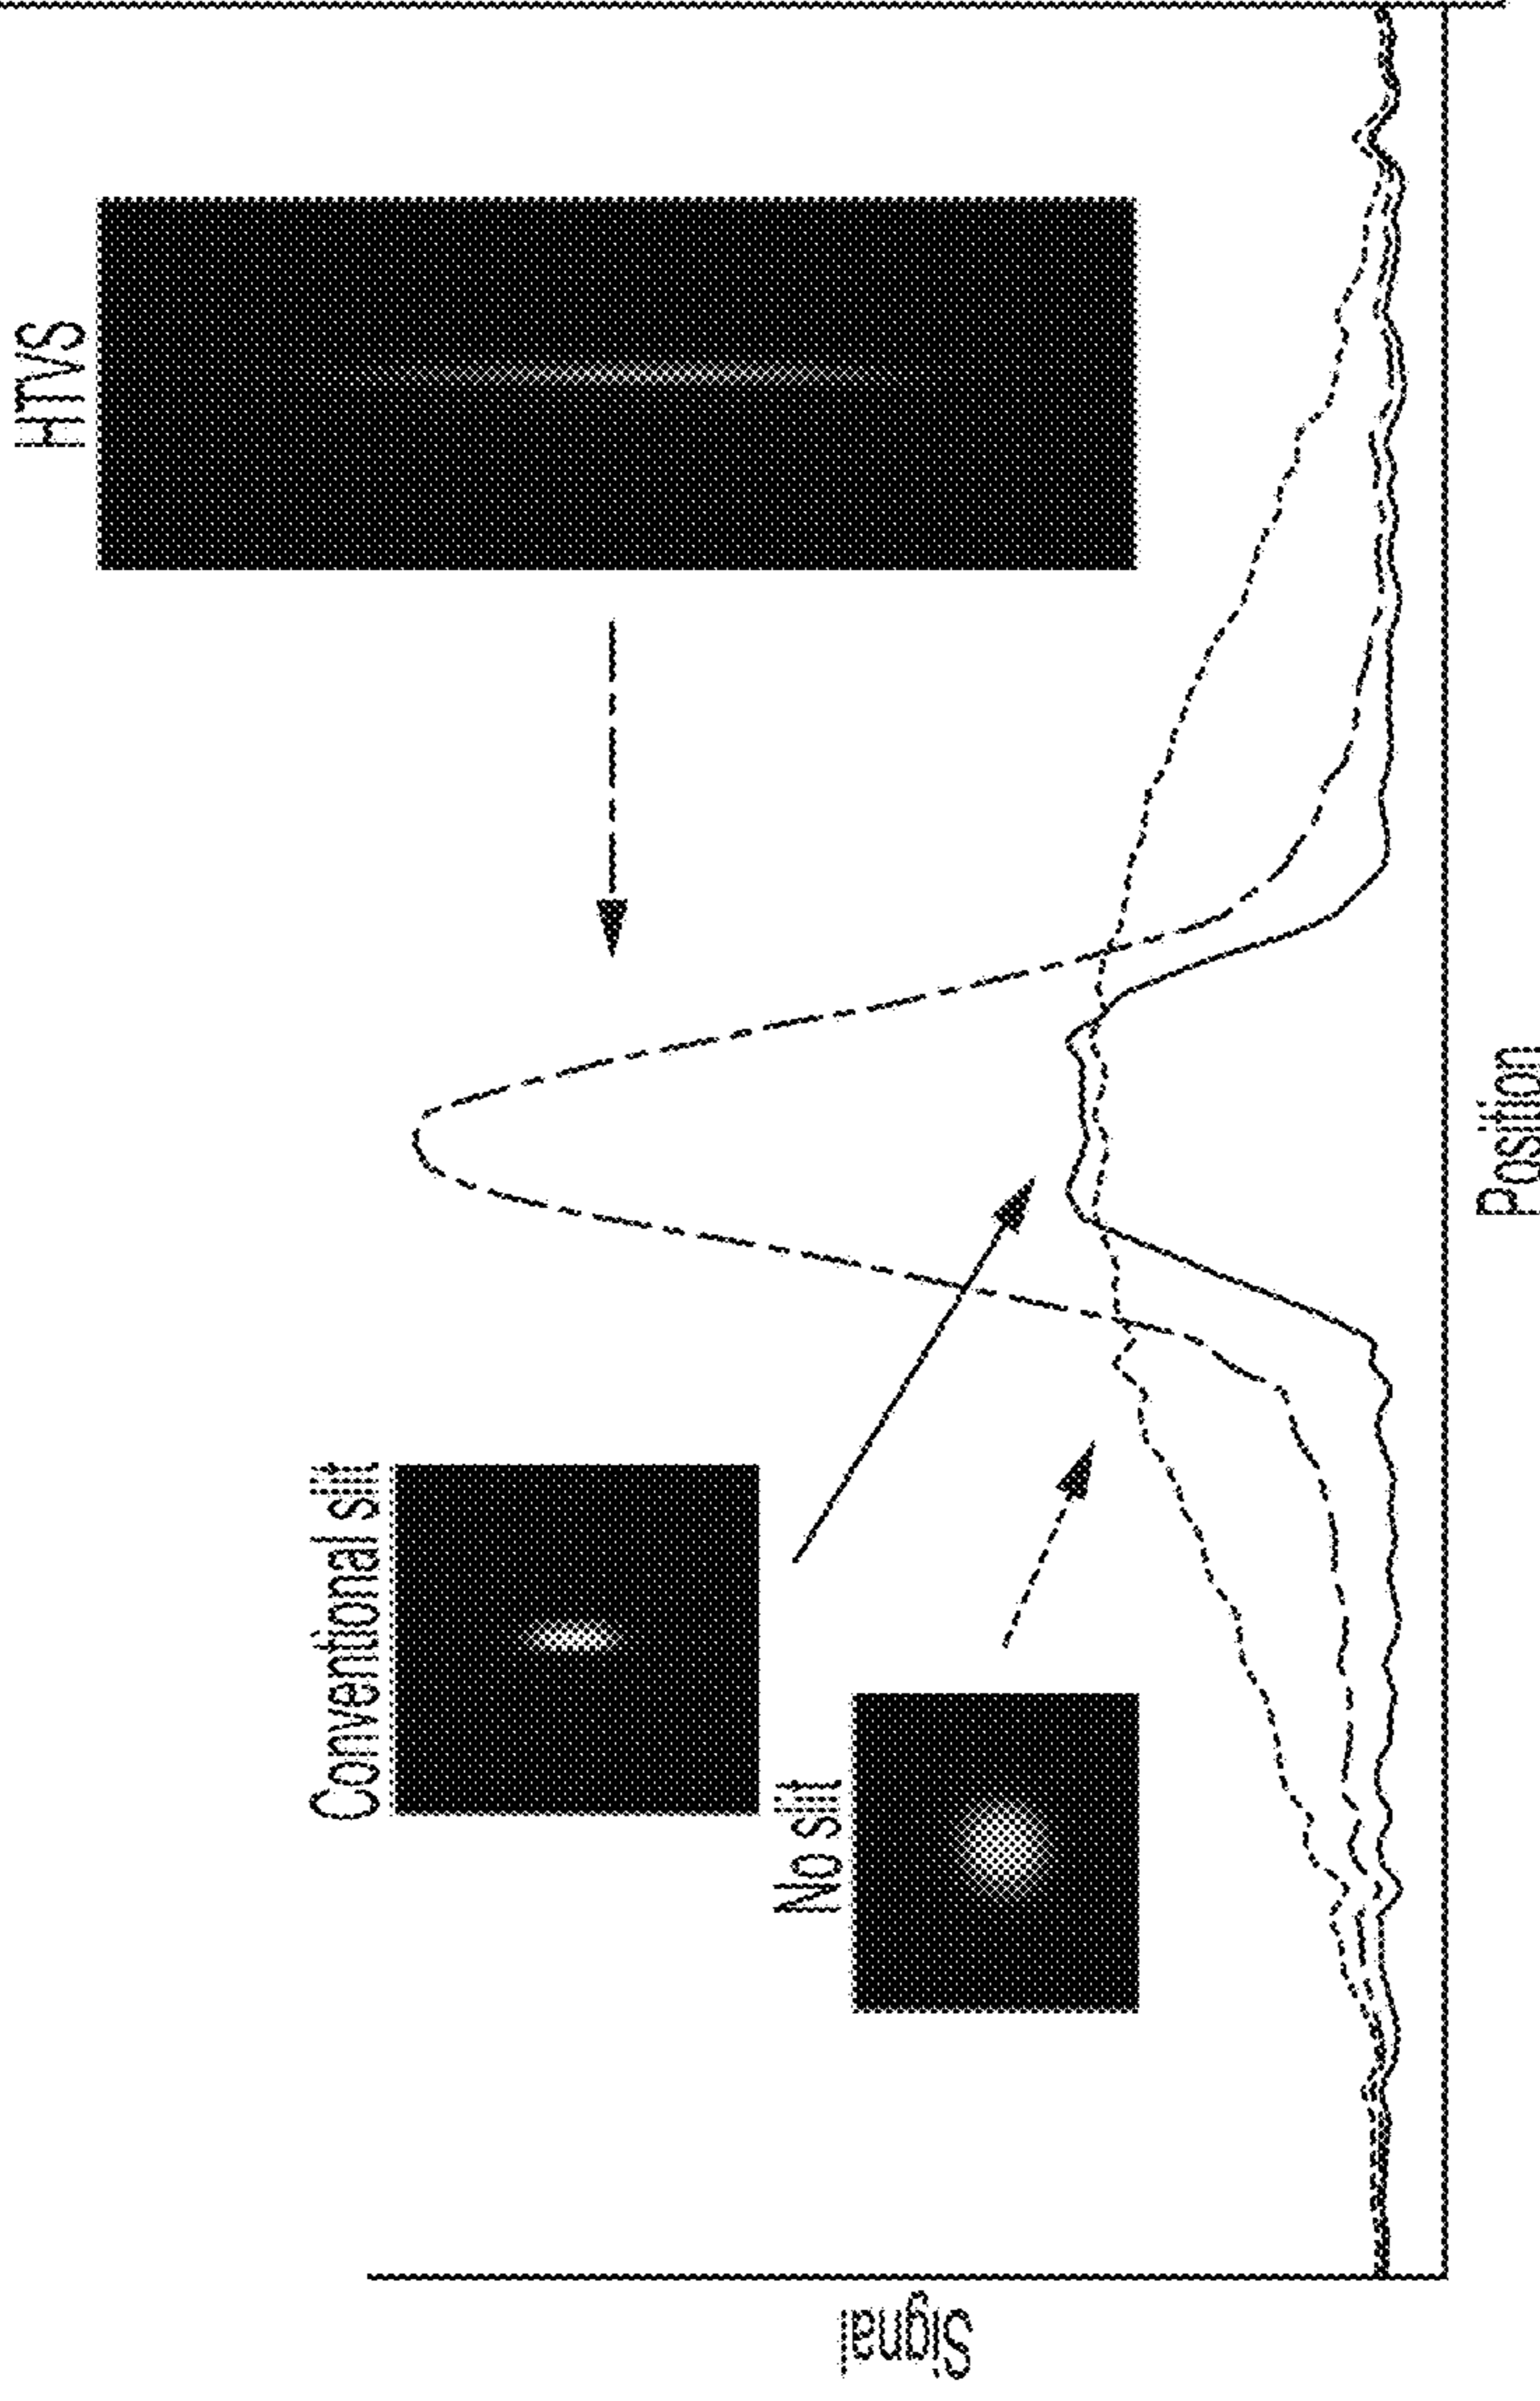 HTVS
Conventional slit
No slit
Signal
Position